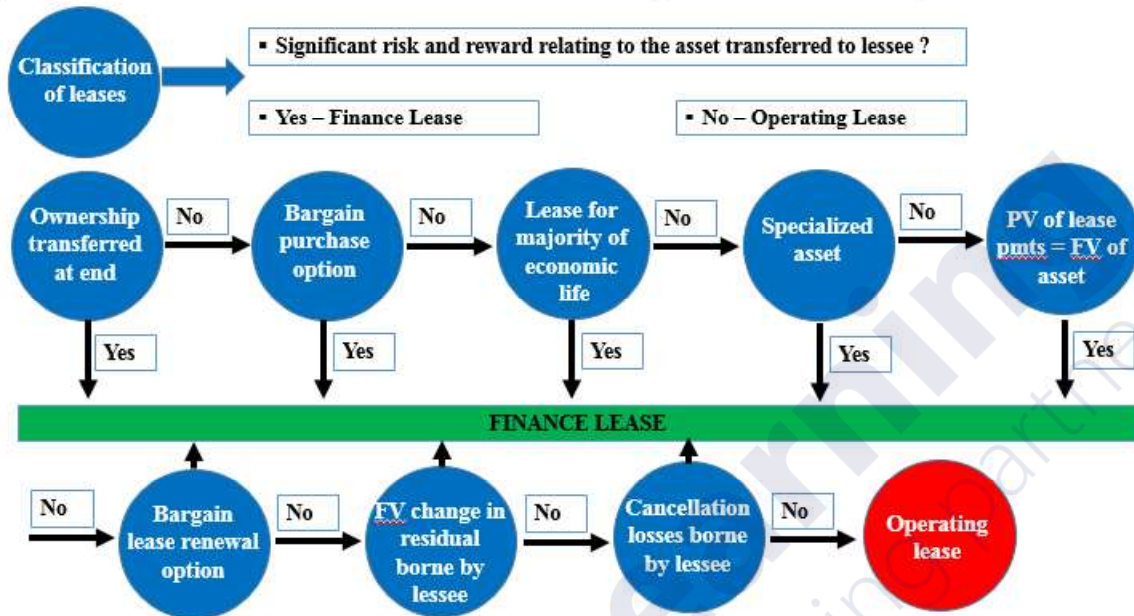 Classification
of leases
▪ Significant risk and reward relating to the asset transferred to lessee ?
▪ Yes – Finance Lease
▪ No – Operating Lease
Ownership
transferred
at end
No
Bargain
purchase
option
No
Lease for
majority of
economic
life
No
Specialized
asset
No
PV of lease
pmts = FV of
asset
Yes
Yes
Yes
Yes
Yes
FINANCE LEASE
No
Bargain
lease renewal
option
No
FV change in
residual
borne by
lessee
No
Cancellation
losses borne
by lessee
No
Operating
lease